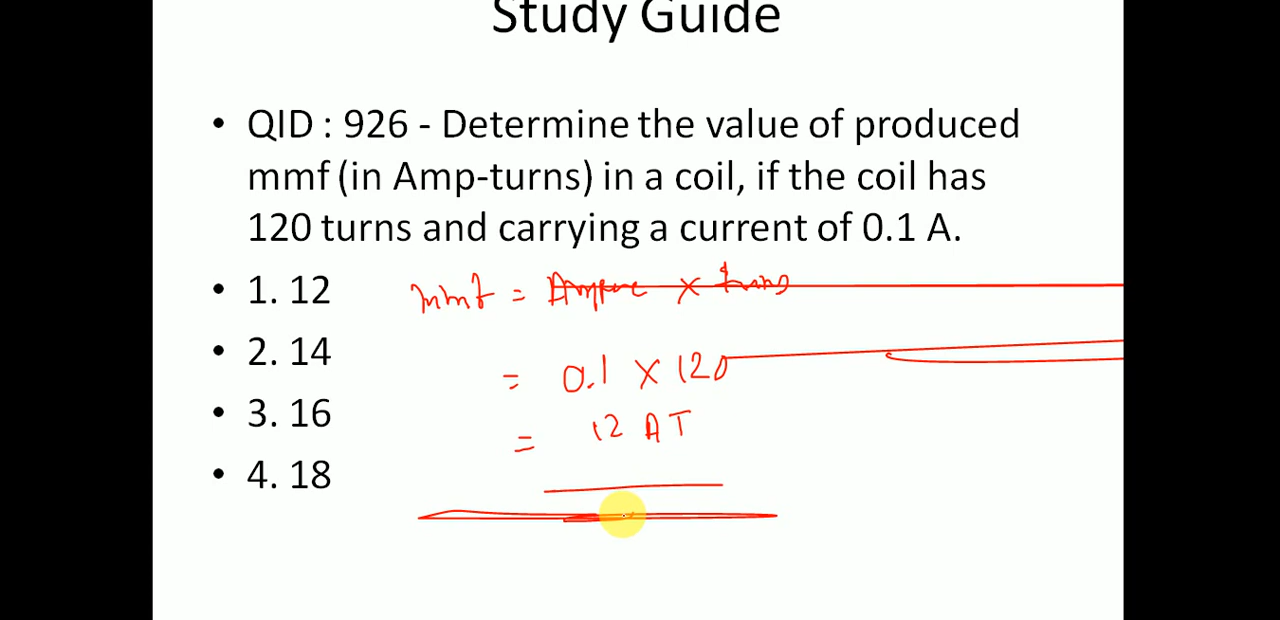 Study Guide
• QID : 926 - Determine the value of produced
mmf (in Amp-turns) in a coil, if the coil has
120 turns and carrying a current of 0.1 A.
• 1. 12
mmf = Ampere × turns
• 2. 14
= 0.1 × 120
• 3. 16
= 12 AT
• 4. 18